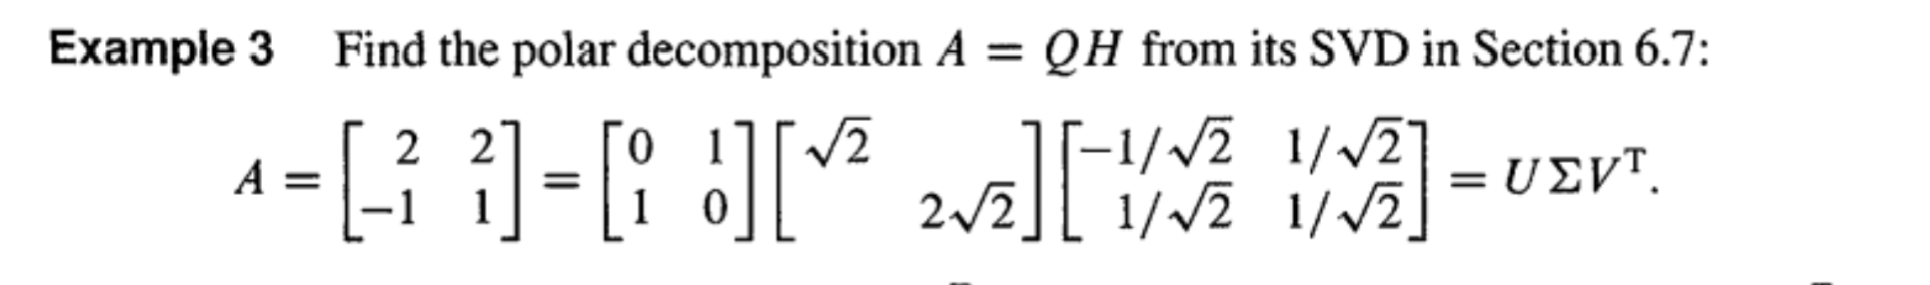 Example 3 Find the polar decomposition A = QH from its SVD in Section 6.7:
A = [2 2; −1 1] = [0 1; 1 0] [√2 ; 2√2] [−1/√2 1/√2; 1/√2 1/√2] = UΣVᵀ.